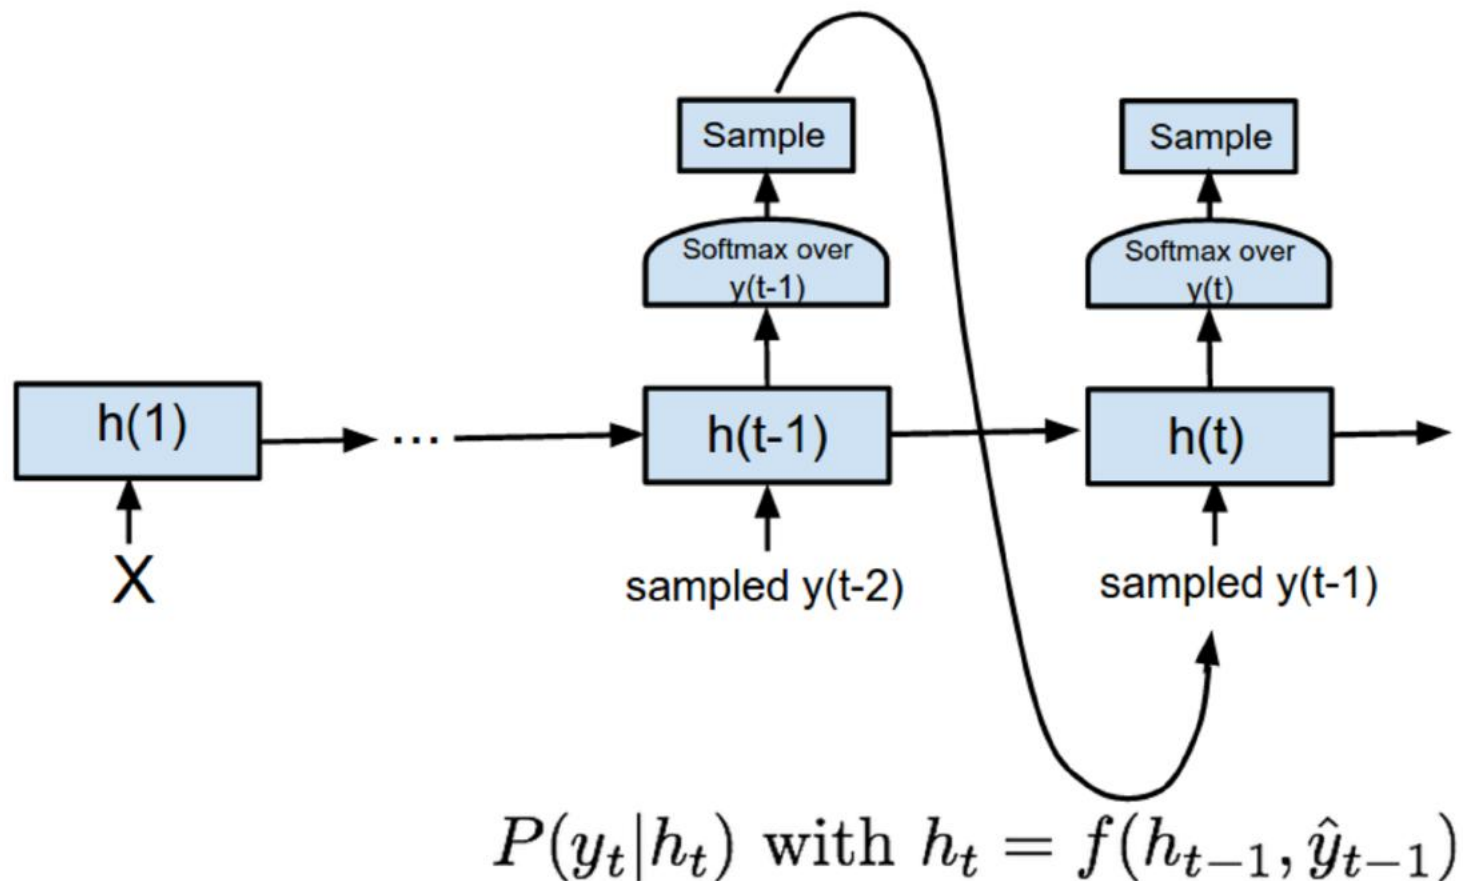 Sample
Sample
Softmax over
y(t-1)
Softmax over
y(t)
h(1)
...
h(t-1)
h(t)
X
sampled y(t-2)
sampled y(t-1)
P(y_t|h_t) with h_t = f(h_{t-1}, ŷ_{t-1})